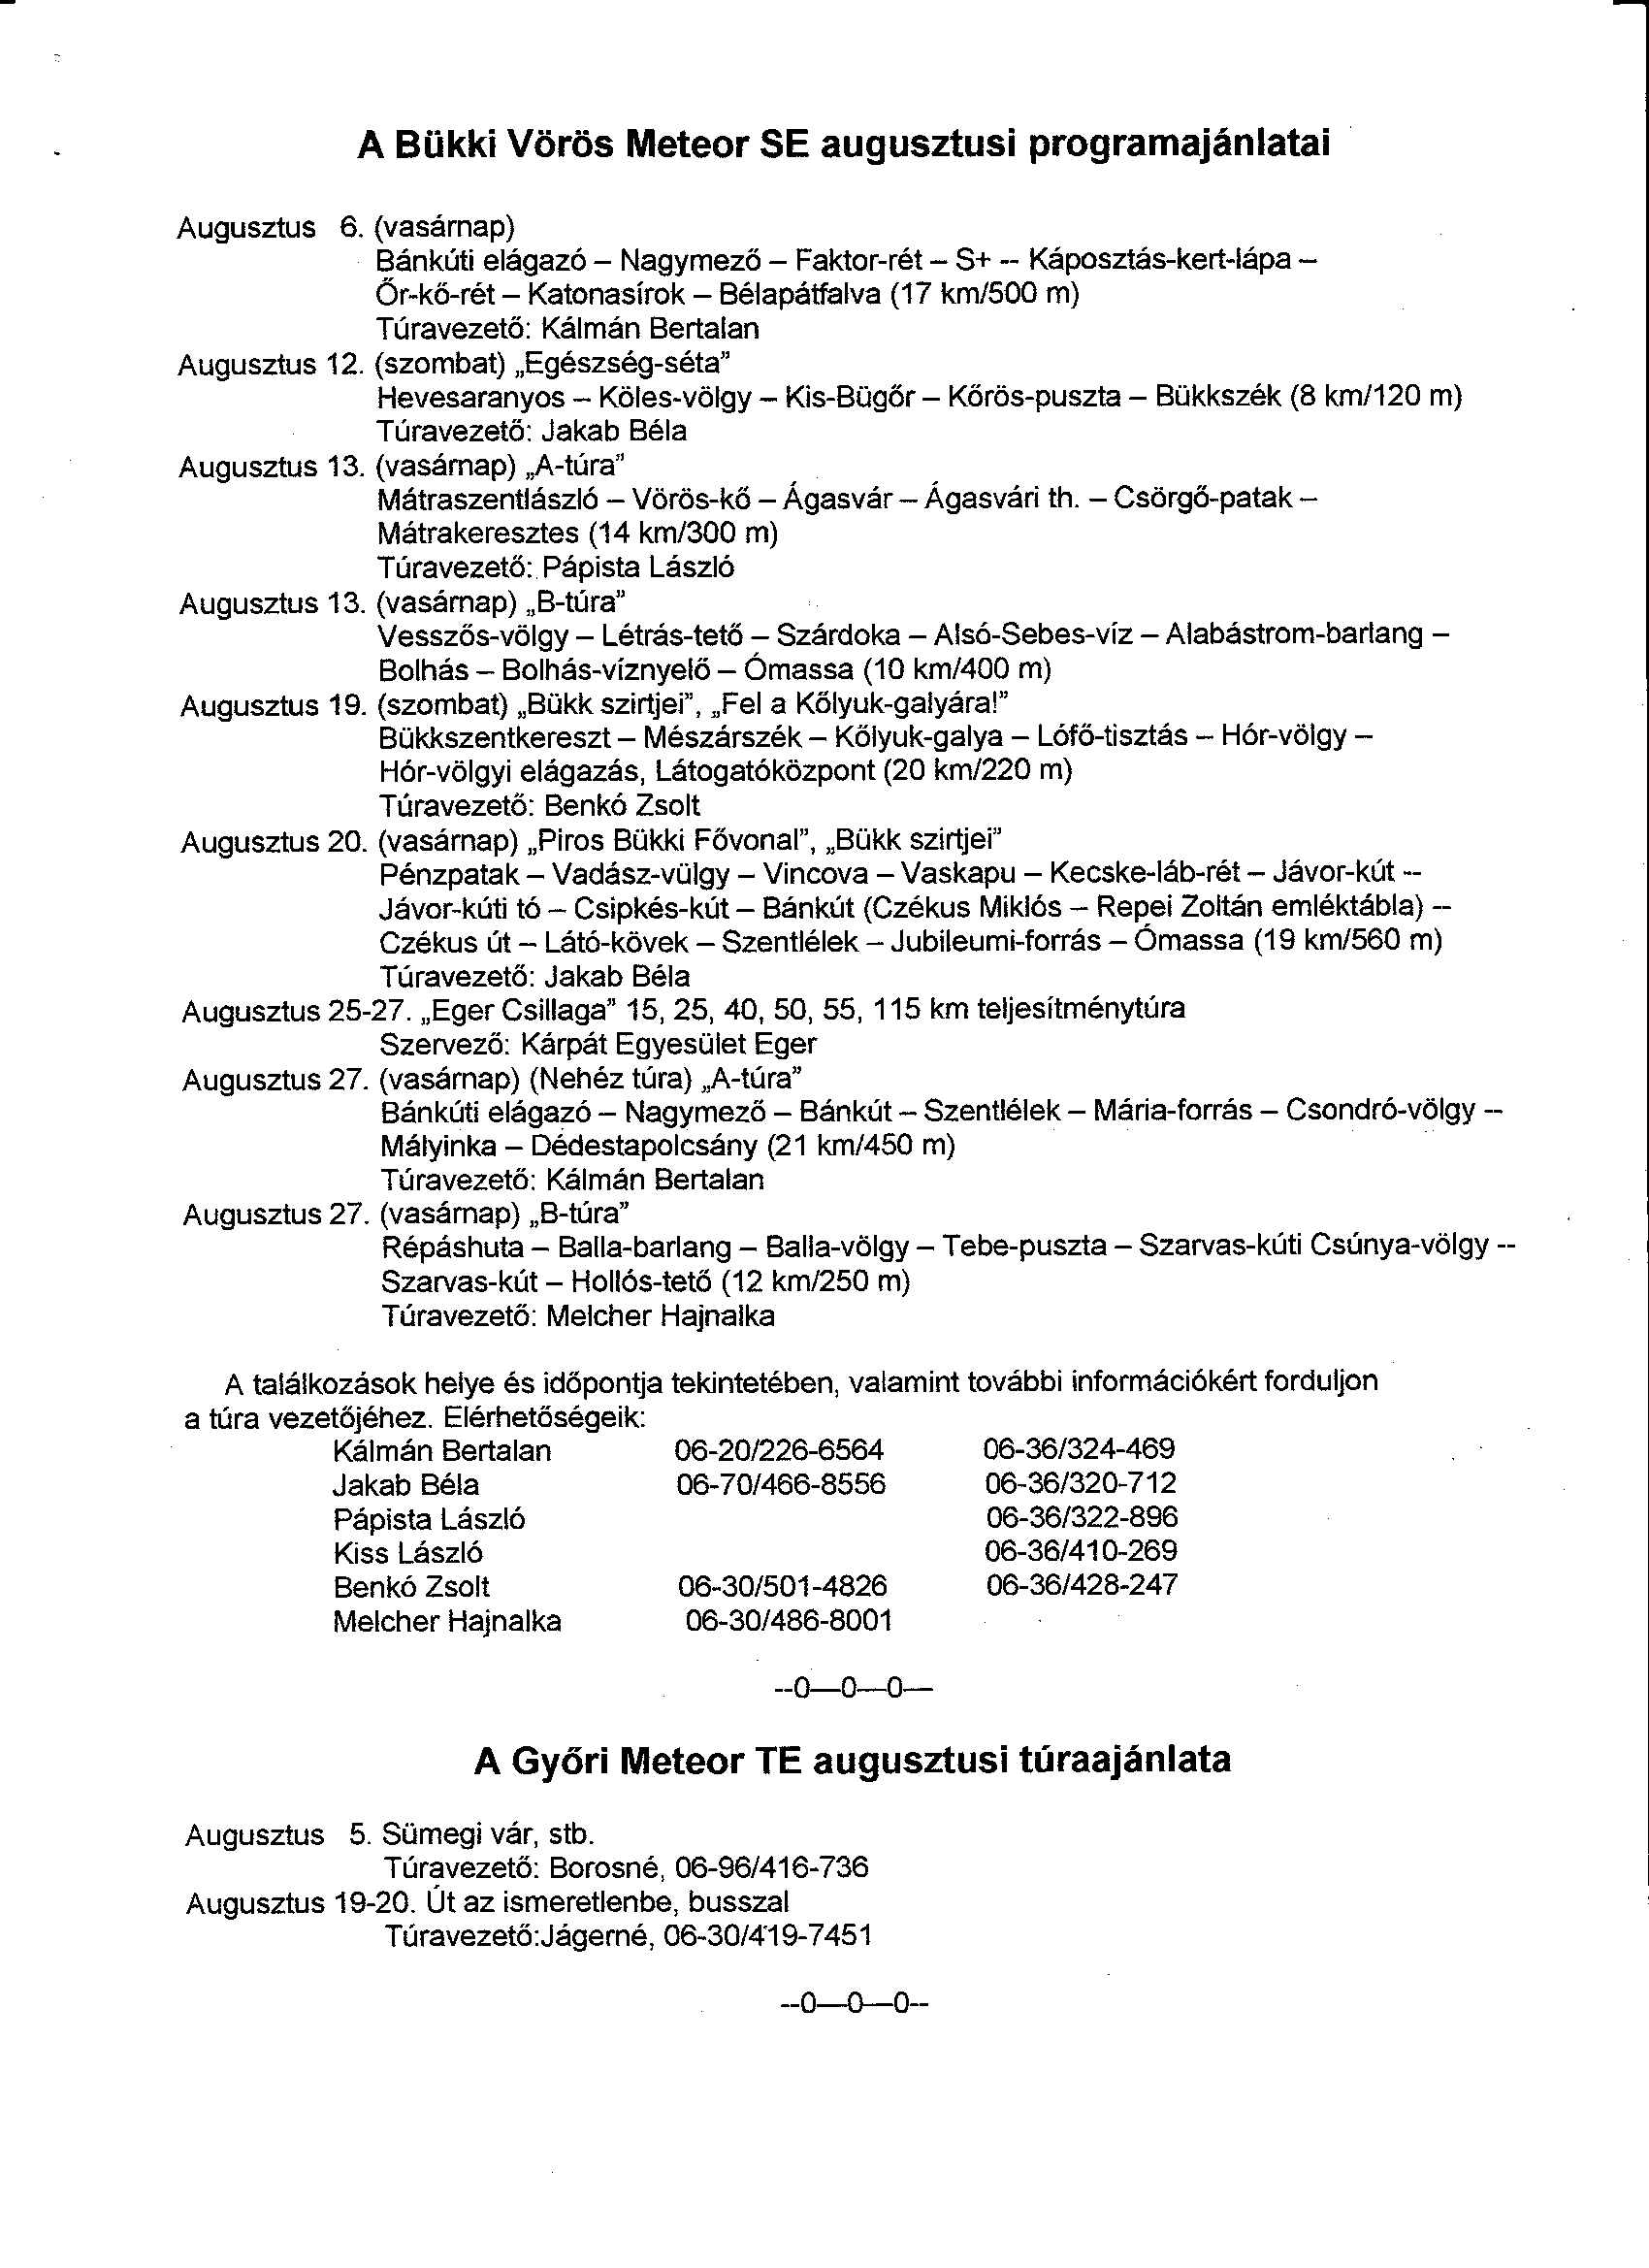 A Bükki Vörös Meteor SE augusztusi programajánlatai
Augusztus 6. (vasárnap)
Bánkúti elágazó – Nagymező – Faktor-rét – S+ -- Káposztás-kert-lápa –
Őr-kő-rét – Katonasírok – Bélapátfalva (17 km/500 m)
Túravezető: Kálmán Bertalan
Augusztus 12. (szombat) „Egészség-séta”
Hevesaranyos – Köles-völgy – Kis-Bügőr – Kőrös-puszta – Bükkszék (8 km/120 m)
Túravezető: Jakab Béla
Augusztus 13. (vasárnap) „A-túra”
Mátraszentlászló – Vörös-kő – Ágasvár – Ágasvári th. – Csörgő-patak –
Mátrakeresztes (14 km/300 m)
Túravezető: Pápista László
Augusztus 13. (vasárnap) „B-túra”
Vesszős-völgy – Létrás-tető – Szárdoka – Alsó-Sebes-víz – Alabástrom-barlang –
Bolhás – Bolhás-víznyelő – Ómassa (10 km/400 m)
Augusztus 19. (szombat) „Bükk szirtjei”, „Fel a Kőlyuk-galyára!”
Bükkszentkereszt – Mészárszék – Kőlyuk-galya – Lófő-tisztás – Hór-völgy –
Hór-völgyi elágazás, Látogatóközpont (20 km/220 m)
Túravezető: Benkó Zsolt
Augusztus 20. (vasárnap) „Piros Bükki Fővonal”, „Bükk szirtjei”
Pénzpatak – Vadász-vülgy – Vincova – Vaskapu – Kecske-láb-rét – Jávor-kút --
Jávor-kúti tó – Csipkés-kút – Bánkút (Czékus Miklós – Repei Zoltán emléktábla) --
Czékus út – Látó-kövek – Szentlélek – Jubileumi-forrás – Ómassa (19 km/560 m)
Túravezető: Jakab Béla
Augusztus 25-27. „Eger Csillaga” 15, 25, 40, 50, 55, 115 km teljesítménytúra
Szervező: Kárpát Egyesület Eger
Augusztus 27. (vasárnap) (Nehéz túra) „A-túra”
Bánkúti elágazó – Nagymező – Bánkút – Szentlélek – Mária-forrás – Csondró-völgy --
Mályinka – Dédestapolcsány (21 km/450 m)
Túravezető: Kálmán Bertalan
Augusztus 27. (vasárnap) „B-túra”
Répáshuta – Balla-barlang – Balla-völgy – Tebe-puszta – Szarvas-kúti Csúnya-völgy --
Szarvas-kút – Hollós-tető (12 km/250 m)
Túravezető: Melcher Hajnalka
A találkozások helye és időpontja tekintetében, valamint további információkért forduljon
a túra vezetőjéhez. Elérhetőségeik:
Kálmán Bertalan 06-20/226-6564 06-36/324-469
Jakab Béla 06-70/466-8556 06-36/320-712
Pápista László 06-36/322-896
Kiss László 06-36/410-269
Benkó Zsolt 06-30/501-4826 06-36/428-247
Melcher Hajnalka 06-30/486-8001
--0—0—0—
A Győri Meteor TE augusztusi túraajánlata
Augusztus 5. Sümegi vár, stb.
Túravezető: Borosné, 06-96/416-736
Augusztus 19-20. Út az ismeretlenbe, busszal
Túravezető:Jágerné, 06-30/419-7451
--0—0—0--